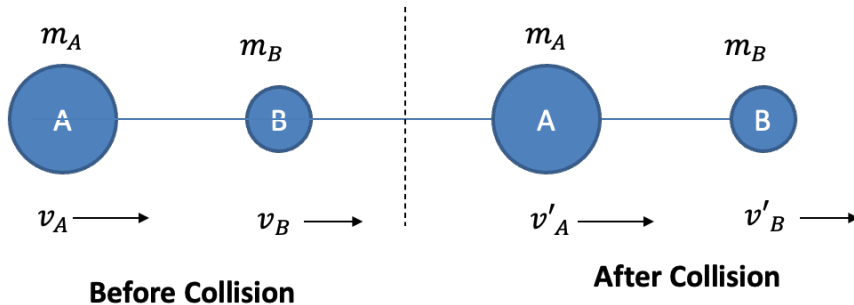 m_A
m_B
m_A
m_B
A
B
A
B
v_A
v_B
v'_A
v'_B
Before Collision
After Collision